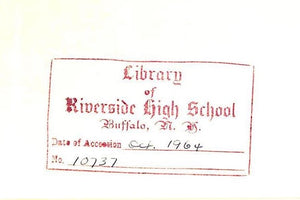 Library
of
Riverside High School
Buffalo, N. Y.
Date of Accession Oct. 1964
No. 10737